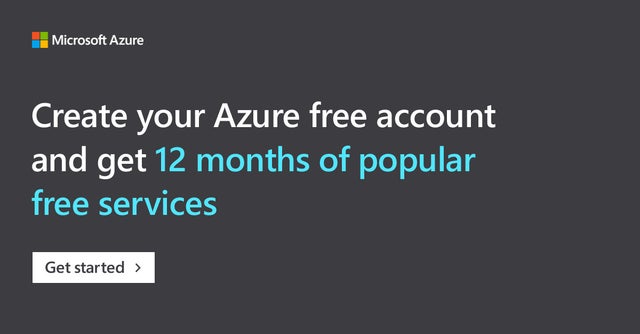 Microsoft Azure
Create your Azure free account
and get 12 months of popular
free services
Get started